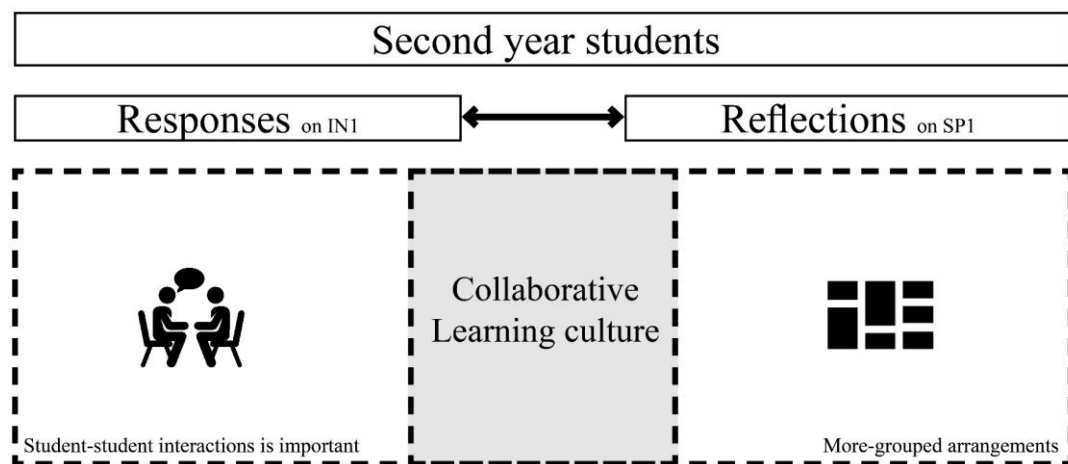 Second year students
Responses on IN1
Reflections on SP1
Collaborative
Learning culture
Student-student interactions is important
More-grouped arrangements